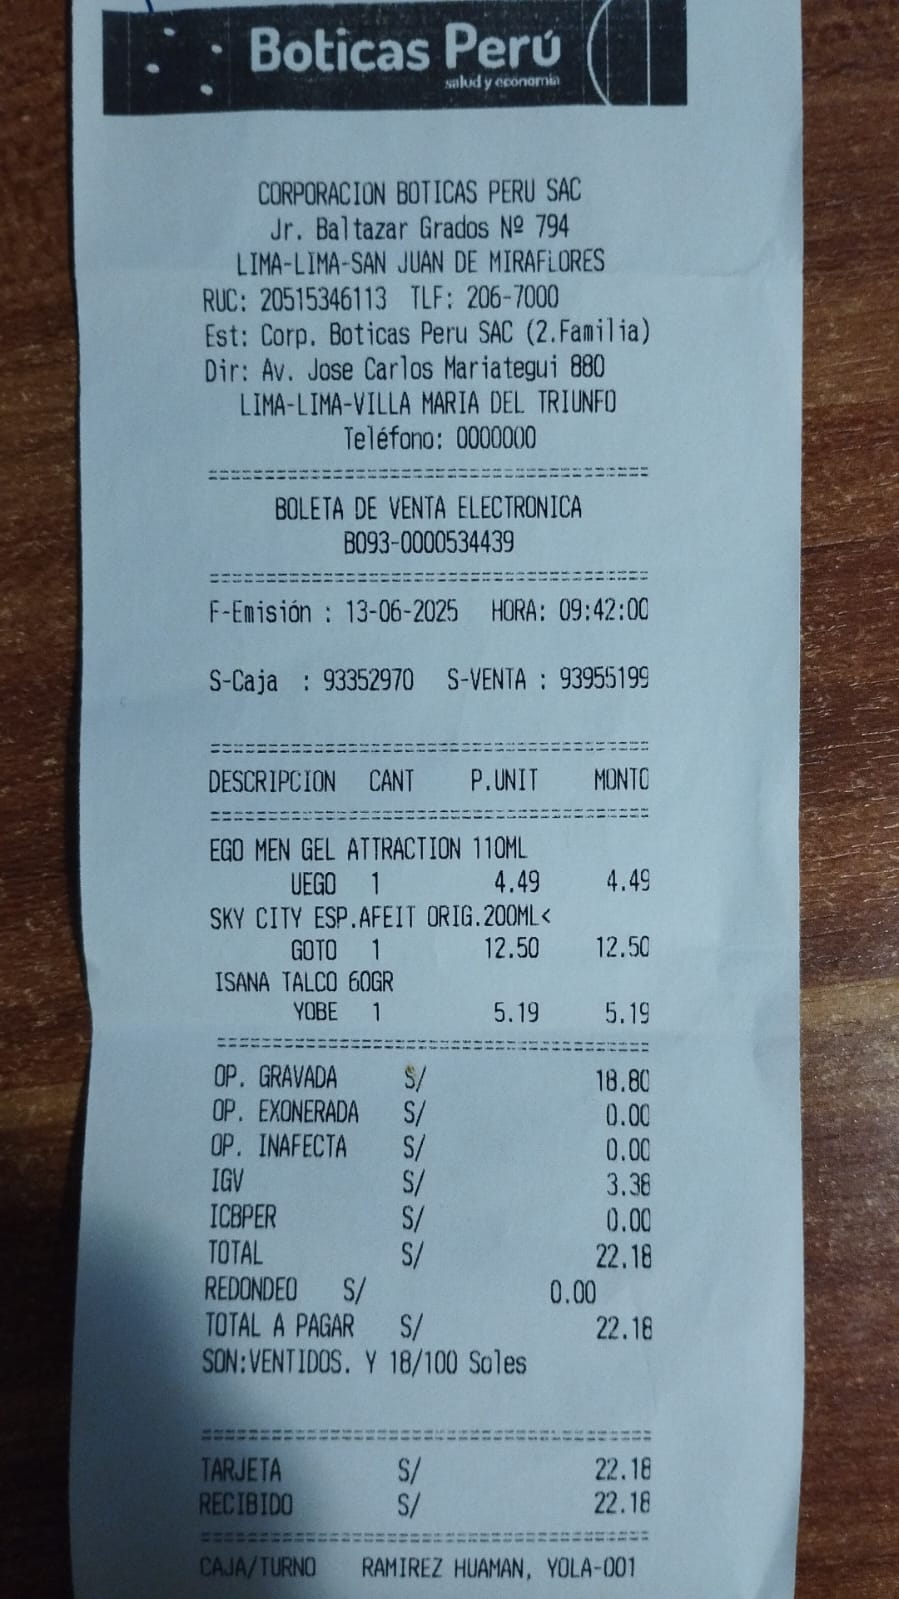 Boticas Perú
salud y economía
CORPORACION BOTICAS PERU SAC
Jr. Baltazar Grados Nº 794
LIMA-LIMA-SAN JUAN DE MIRAFLORES
RUC: 20515346113 TLF: 206-7000
Est: Corp. Boticas Peru SAC (2.Familia)
Dir: Av. Jose Carlos Mariategui 880
LIMA-LIMA-VILLA MARIA DEL TRIUNFO
Teléfono: 0000000
BOLETA DE VENTA ELECTRONICA
B093-0000534439
F-Emisión : 13-06-2025 HORA: 09:42:00
S-Caja : 93352970 S-VENTA : 93955199
DESCRIPCION CANT P.UNIT MONTO
EGO MEN GEL ATTRACTION 110ML
UEGO 1 4.49 4.49
SKY CITY ESP.AFEIT ORIG.200ML<
GOTO 1 12.50 12.50
ISANA TALCO 60GR
YOBE 1 5.19 5.19
OP. GRAVADA S/ 18.80
OP. EXONERADA S/ 0.00
OP. INAFECTA S/ 0.00
IGV S/ 3.38
ICBPER S/ 0.00
TOTAL S/ 22.18
REDONDEO S/ 0.00
TOTAL A PAGAR S/ 22.18
SON:VENTIDOS. Y 18/100 Soles
TARJETA S/ 22.18
RECIBIDO S/ 22.18
CAJA/TURNO RAMIREZ HUAMAN, YOLA-001